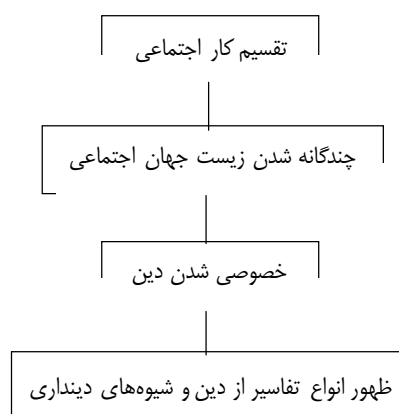 تقسیم کار اجتماعی
چندگانه شدن زیست جهان اجتماعی
خصوصی شدن دین
ظهور انواع تفاسیر از دین و شیوه‌های دینداری